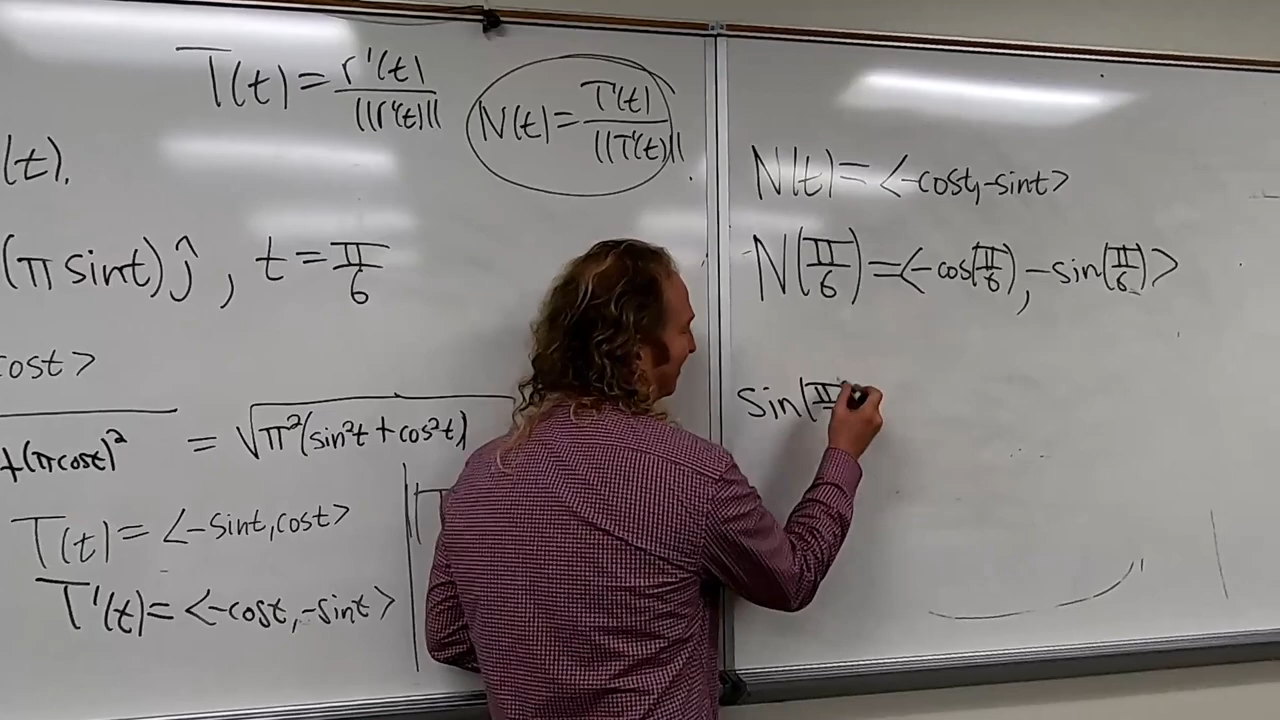 T(t) = r'(t) / ||r'(t)||
N(t) = T'(t) / ||T'(t)||
(t).
(π sint) ĵ , t = π/6
cost >
+(π cost)² = √π²(sin²t + cos²t)
T(t) = <-sint, cost>
T'(t) = <-cost, -sint>
||T
N(t) = <-cost, -sint>
N(π/6) = <-cos(π/6), -sin(π/6)>
sin(π